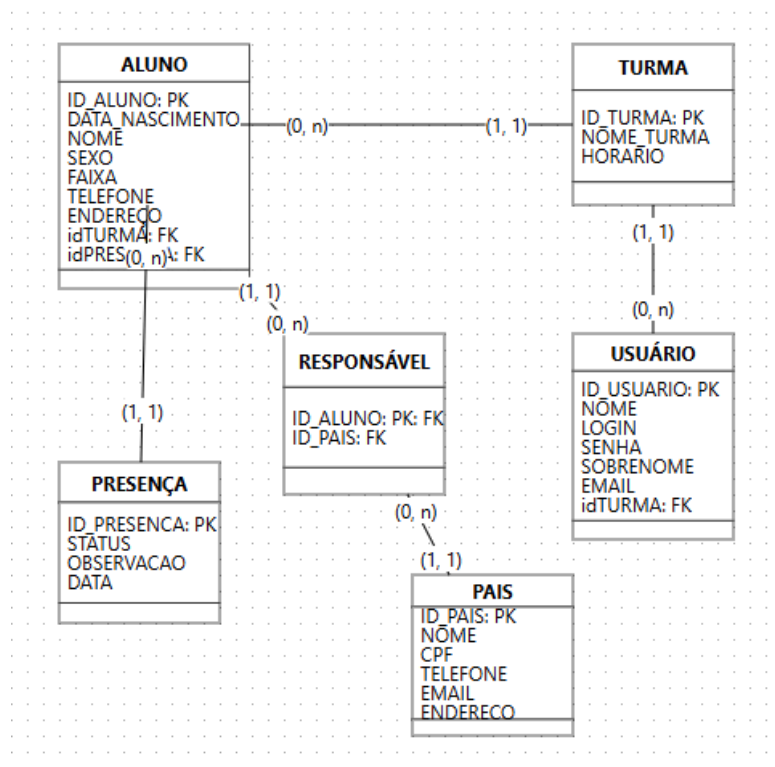 ALUNO
ID_ALUNO: PK
DATA_NASCIMENTO
NOME
SEXO
FAIXA
TELEFONE
ENDEREÇO
idTURMA: FK
idPRES
A: FK
(0, n)
(0, n)
(1, 1)
TURMA
ID_TURMA: PK
NOME_TURMA
HORARIO
(1, 1)
(0, n)
(1, 1)
(0, n)
RESPONSÁVEL
ID_ALUNO: PK: FK
ID_PAIS: FK
USUÁRIO
ID_USUARIO: PK
NOME
LOGIN
SENHA
SOBRENOME
EMAIL
idTURMA: FK
(1, 1)
PRESENÇA
ID_PRESENCA: PK
STATUS
OBSERVACAO
DATA
(0, n)
(1, 1)
PAIS
ID_PAIS: PK
NOME
CPF
TELEFONE
EMAIL
ENDERECO